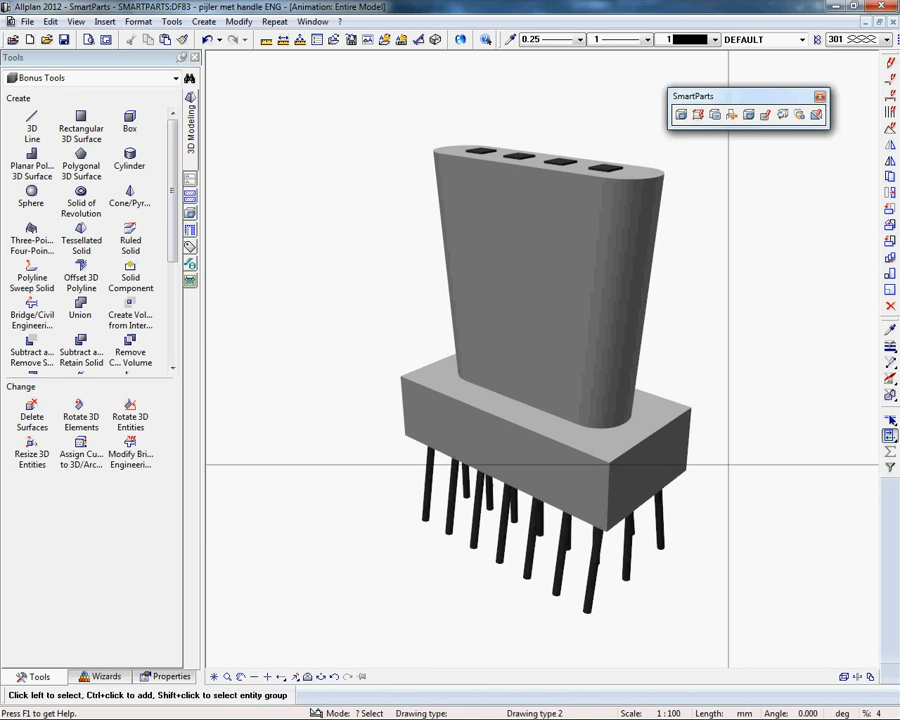 Allplan 2012 - SmartParts - SMARTPARTS:DF83 - pijler met handle ENG - [Animation: Entire Model]
File Edit View Insert Format Tools Create Modify Repeat Window ?
0.25 1 1 DEFAULT 301
Tools
Bonus Tools
Create
3D Line
Rectangular 3D Surface
Box
Planar Pol... 3D Surface
Polygonal 3D Surface
Cylinder
Sphere
Solid of Revolution
Cone/Pyr...
Three-Poi... Four-Poin...
Tessellated Solid
Ruled Solid
Polyline Sweep Solid
Offset 3D Polyline
Solid Component
Bridge/Civil Engineeri...
Union
Create Vol... from Inter...
Subtract a... Remove S...
Subtract a... Retain Solid
Remove C... Volume
3D Modeling
Change
Delete Surfaces
Rotate 3D Elements
Rotate 3D Entities
Resize 3D Entities
Assign Cu... to 3D/Arc...
Modify Bri... Engineeri...
SmartParts
Tools Wizards Properties
Click left to select, Ctrl+click to add, Shift+click to select entity group
Press F1 to get Help. Mode: ? Select Drawing type: Drawing type 2 Scale: 1 : 100 Length: mm Angle: 0.000 deg %: 4